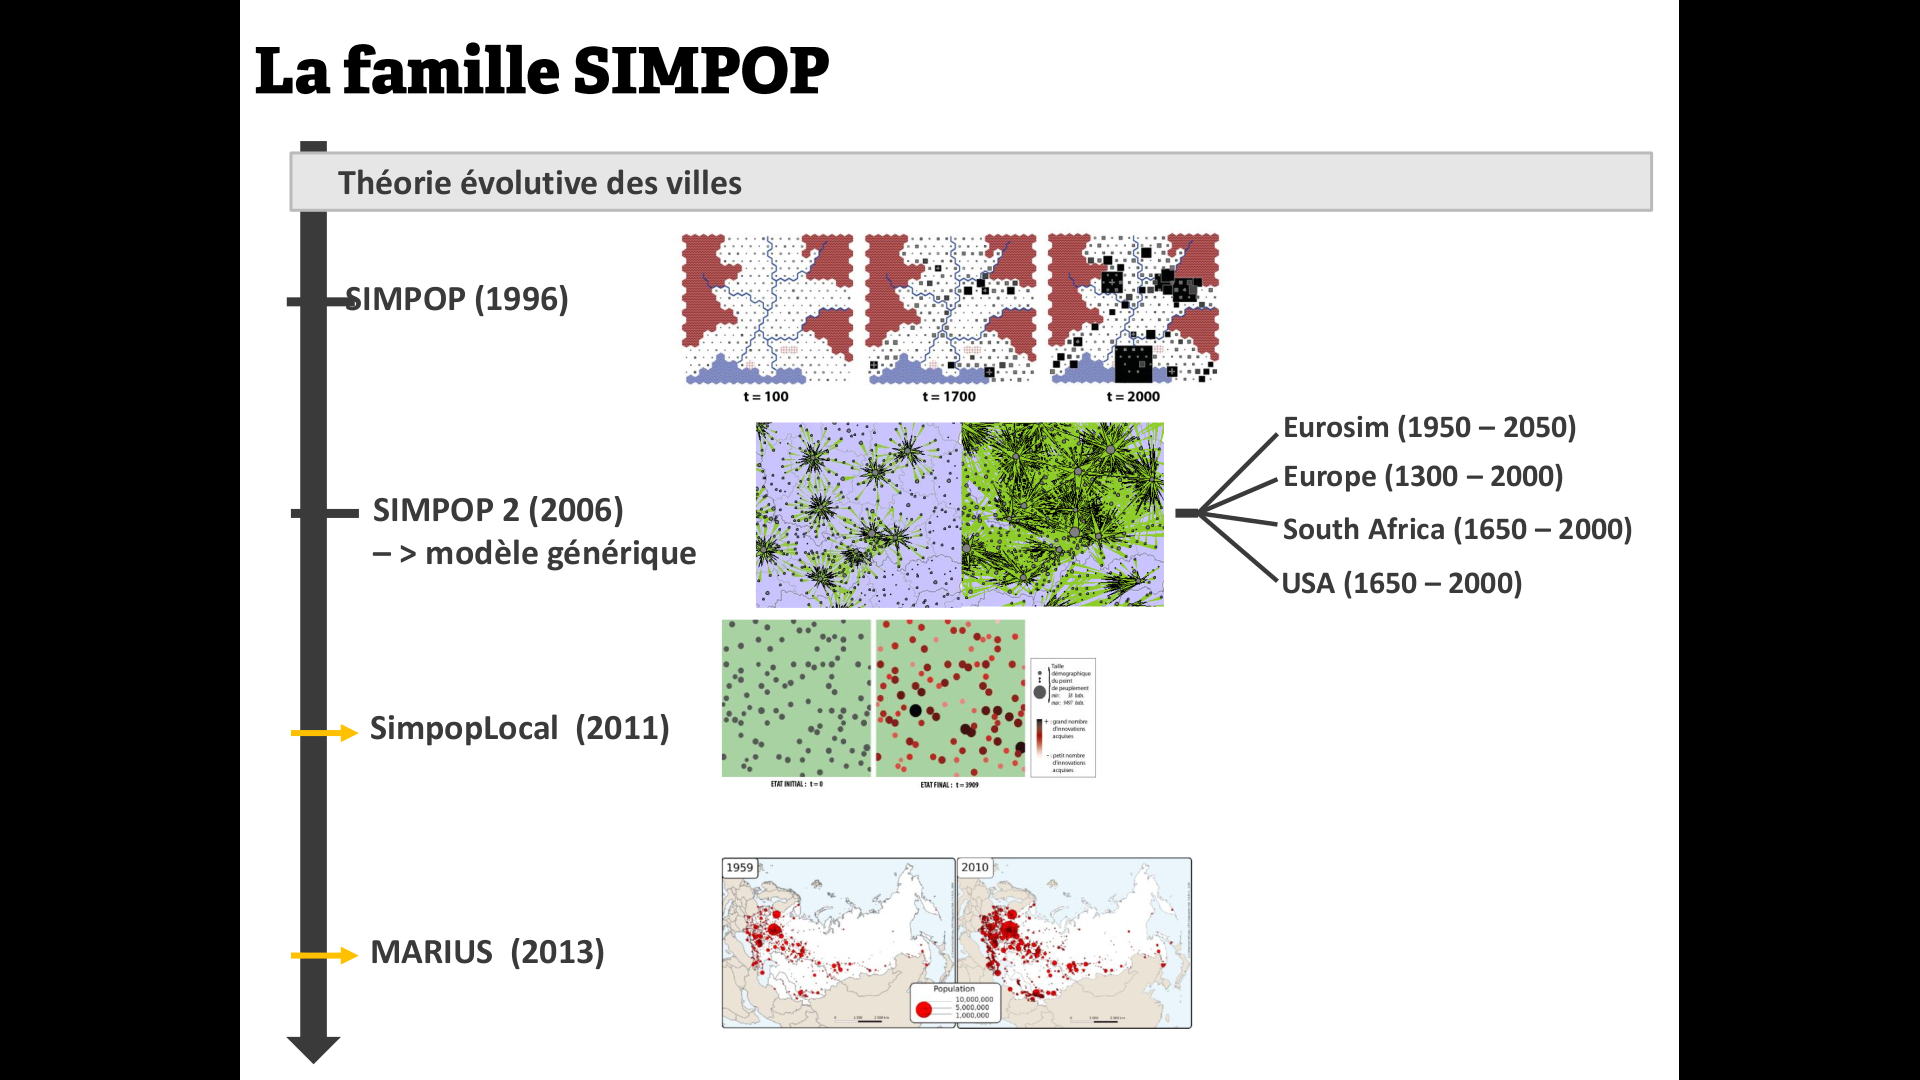 La famille SIMPOP
Théorie évolutive des villes
SIMPOP (1996)
t = 100
t = 1700
t = 2000
SIMPOP 2 (2006)
– > modèle générique
Eurosim (1950 – 2050)
Europe (1300 – 2000)
South Africa (1650 – 2000)
USA (1650 – 2000)
SimpopLocal (2011)
ETAT INITIAL : t = 0
ETAT FINAL : t = 3909
Taille
démographique
du point
de peuplement
+ : grand nombre
d'innovations
acquises
- : petit nombre
d'innovations
acquises
MARIUS (2013)
1959
2010
Population
10,000,000
5,000,000
1,000,000